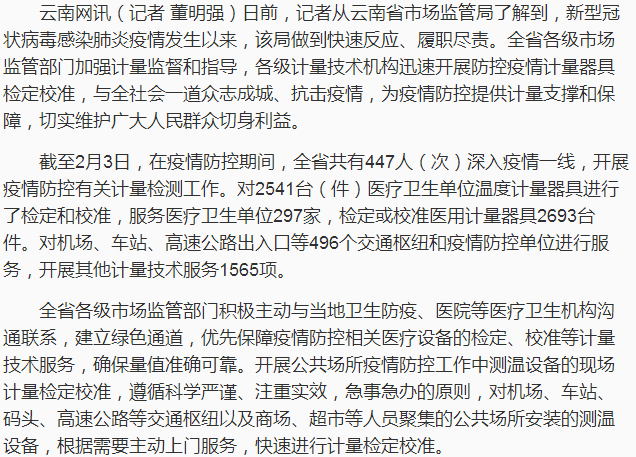 云南网讯（记者 董明强）日前，记者从云南省市场监管局了解到，新型冠
状病毒感染肺炎疫情发生以来，该局做到快速反应、履职尽责。全省各级市场
监管部门加强计量监督和指导，各级计量技术机构迅速开展防控疫情计量器具
检定校准，与全社会一道众志成城、抗击疫情，为疫情防控提供计量支撑和保
障，切实维护广大人民群众切身利益。
截至2月3日，在疫情防控期间，全省共有447人（次）深入疫情一线，开展
疫情防控有关计量检测工作。对2541台（件）医疗卫生单位温度计量器具进行
了检定和校准，服务医疗卫生单位297家，检定或校准医用计量器具2693台
件。对机场、车站、高速公路出入口等496个交通枢纽和疫情防控单位进行服
务，开展其他计量技术服务1565项。
全省各级市场监管部门积极主动与当地卫生防疫、医院等医疗卫生机构沟
通联系，建立绿色通道，优先保障疫情防控相关医疗设备的检定、校准等计量
技术服务，确保量值准确可靠。开展公共场所疫情防控工作中测温设备的现场
计量检定校准，遵循科学严谨、注重实效，急事急办的原则，对机场、车站、
码头、高速公路等交通枢纽以及商场、超市等人员聚集的公共场所安装的测温
设备，根据需要主动上门服务，快速进行计量检定校准。